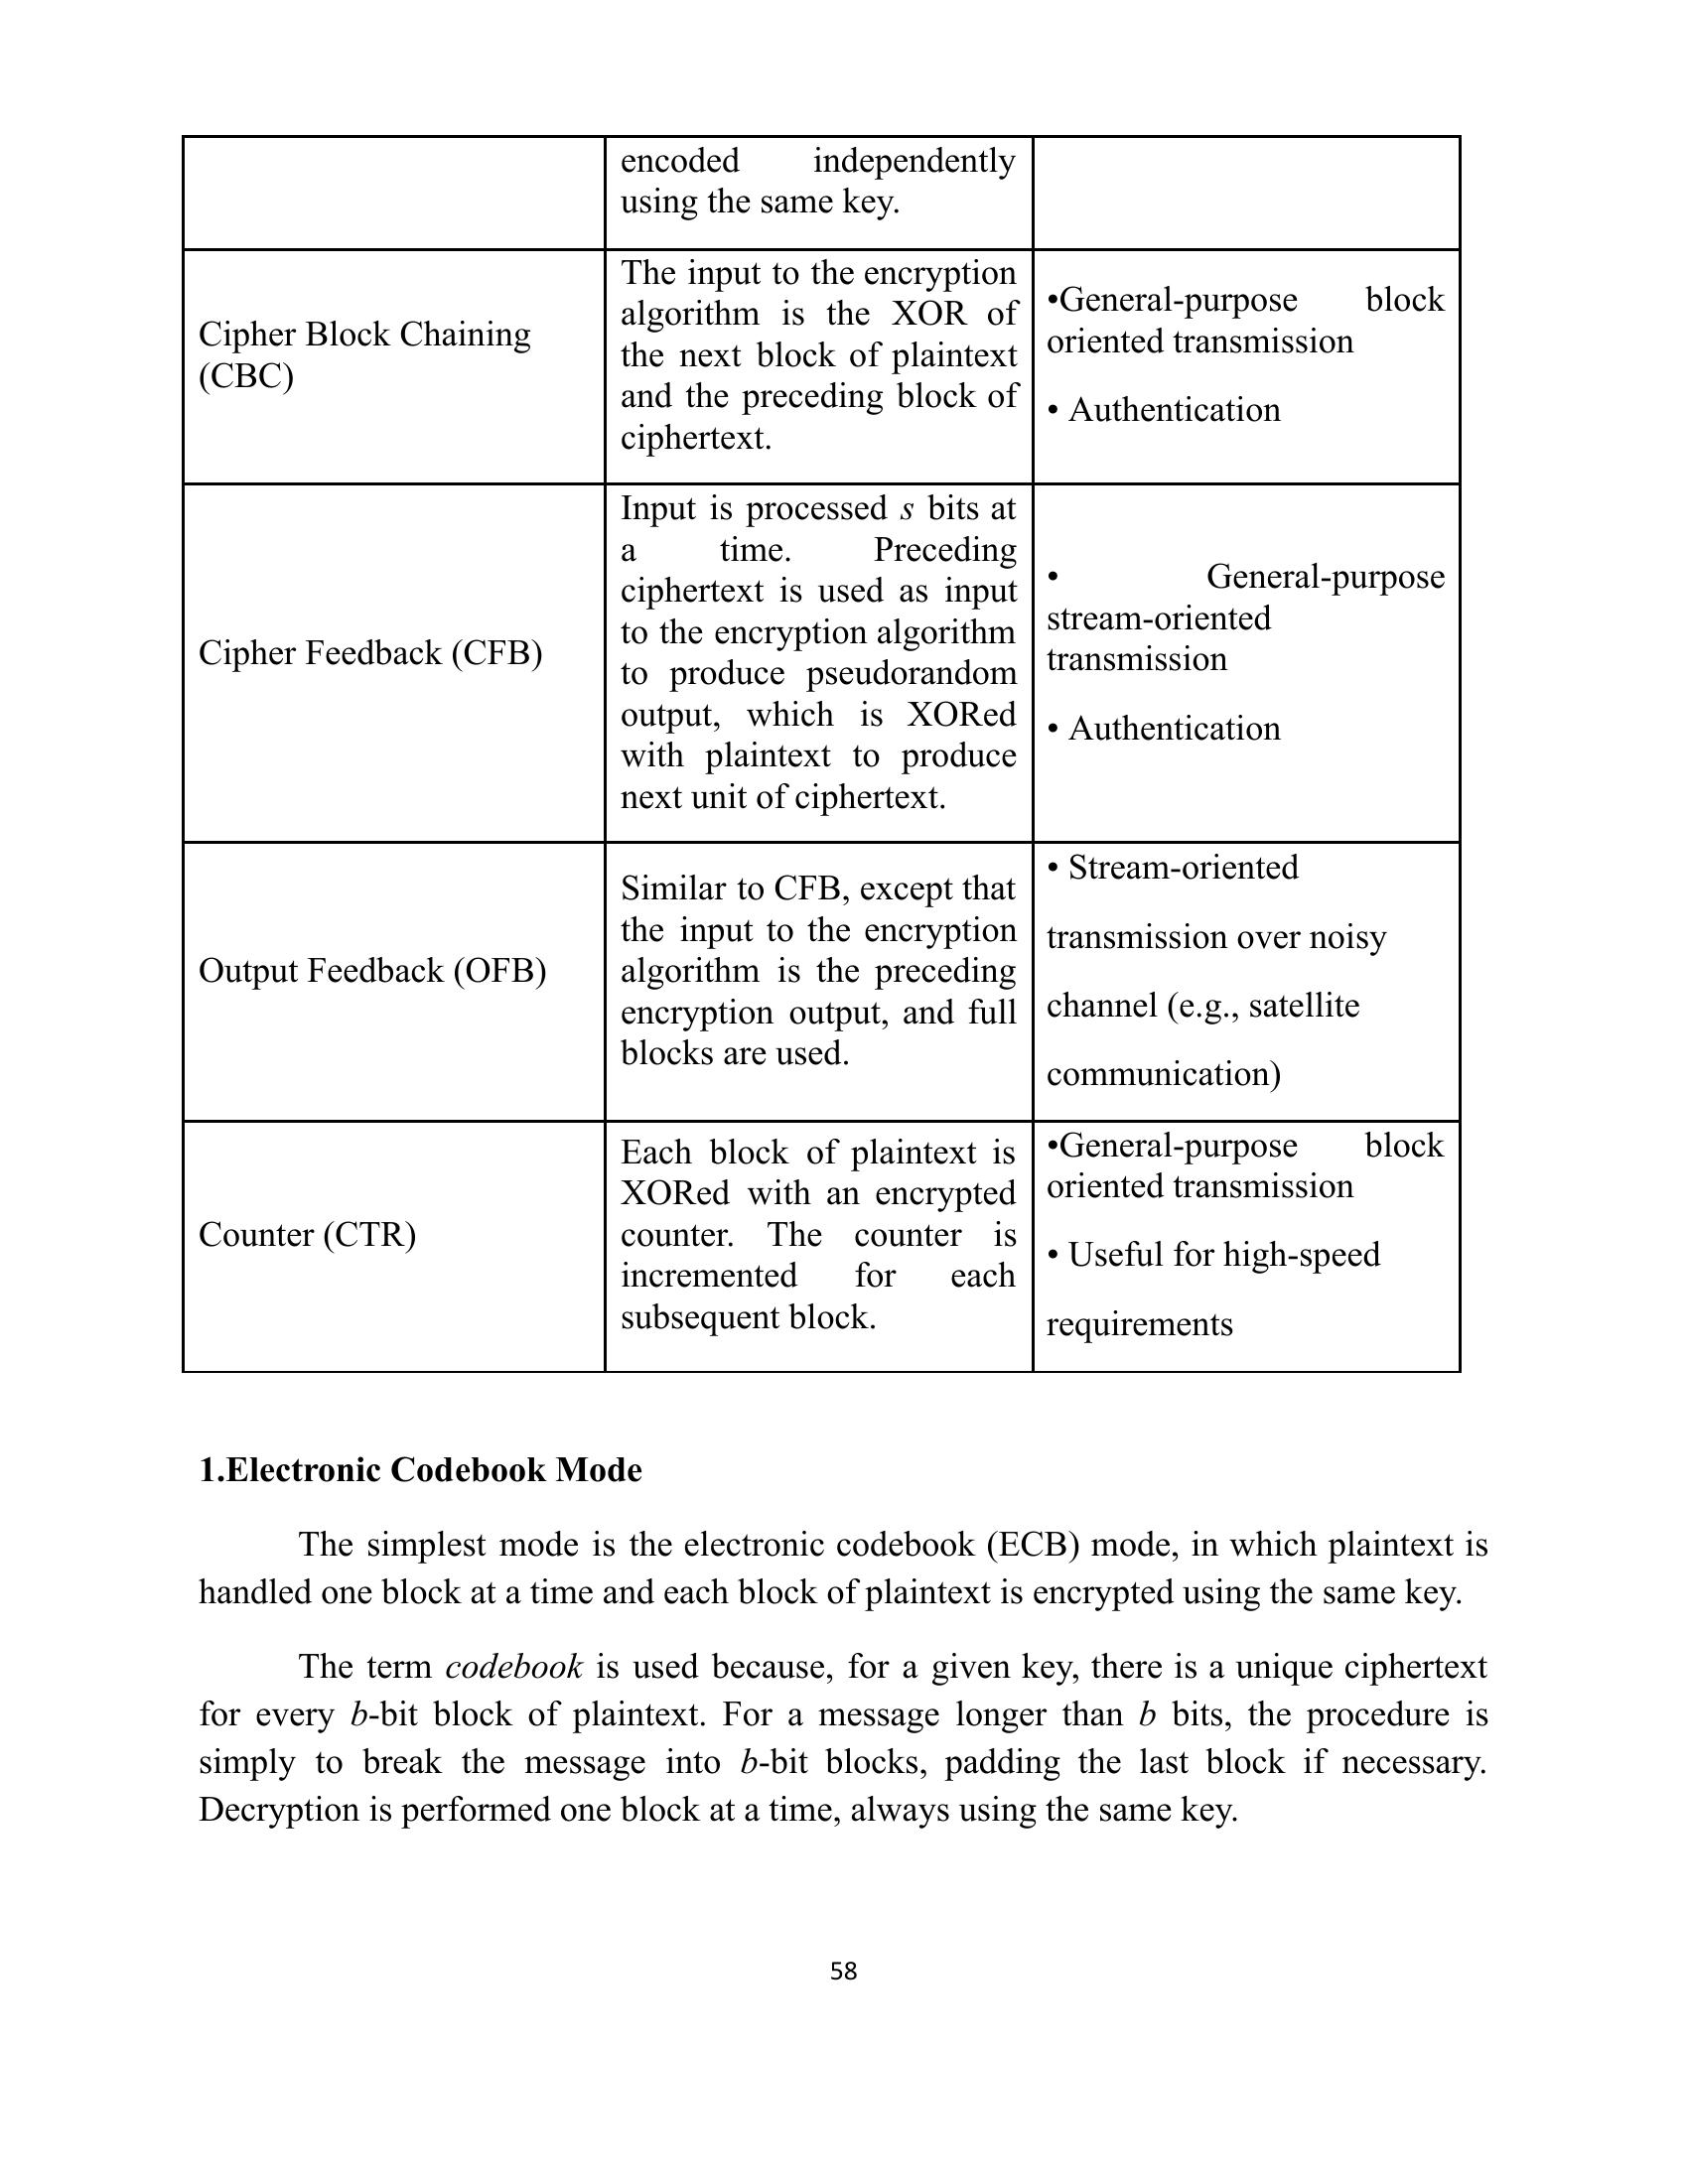 encoded independently
using the same key.
Cipher Block Chaining
(CBC)
The input to the encryption
algorithm is the XOR of
the next block of plaintext
and the preceding block of
ciphertext.
•General-purpose block
oriented transmission
• Authentication
Cipher Feedback (CFB)
Input is processed s bits at
a time. Preceding
ciphertext is used as input
to the encryption algorithm
to produce pseudorandom
output, which is XORed
with plaintext to produce
next unit of ciphertext.
• General-purpose
stream-oriented
transmission
• Authentication
Output Feedback (OFB)
Similar to CFB, except that
the input to the encryption
algorithm is the preceding
encryption output, and full
blocks are used.
• Stream-oriented
transmission over noisy
channel (e.g., satellite
communication)
Counter (CTR)
Each block of plaintext is
XORed with an encrypted
counter. The counter is
incremented for each
subsequent block.
•General-purpose block
oriented transmission
• Useful for high-speed
requirements
1.Electronic Codebook Mode
The simplest mode is the electronic codebook (ECB) mode, in which plaintext is
handled one block at a time and each block of plaintext is encrypted using the same key.
The term codebook is used because, for a given key, there is a unique ciphertext
for every b-bit block of plaintext. For a message longer than b bits, the procedure is
simply to break the message into b-bit blocks, padding the last block if necessary.
Decryption is performed one block at a time, always using the same key.
58